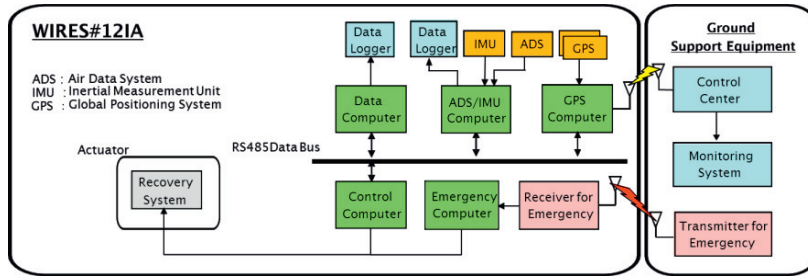 WIRES#12IA
ADS : Air Data System
IMU : Inertial Measurement Unit
GPS : Global Positioning System
Data
Logger
Data
Logger
IMU
ADS
GPS
Data
Computer
ADS/IMU
Computer
GPS
Computer
RS485Data Bus
Actuator
Recovery
System
Control
Computer
Emergency
Computer
Receiver for
Emergency
Ground
Support Equipment
Control
Center
Monitoring
System
Transmitter for
Emergency